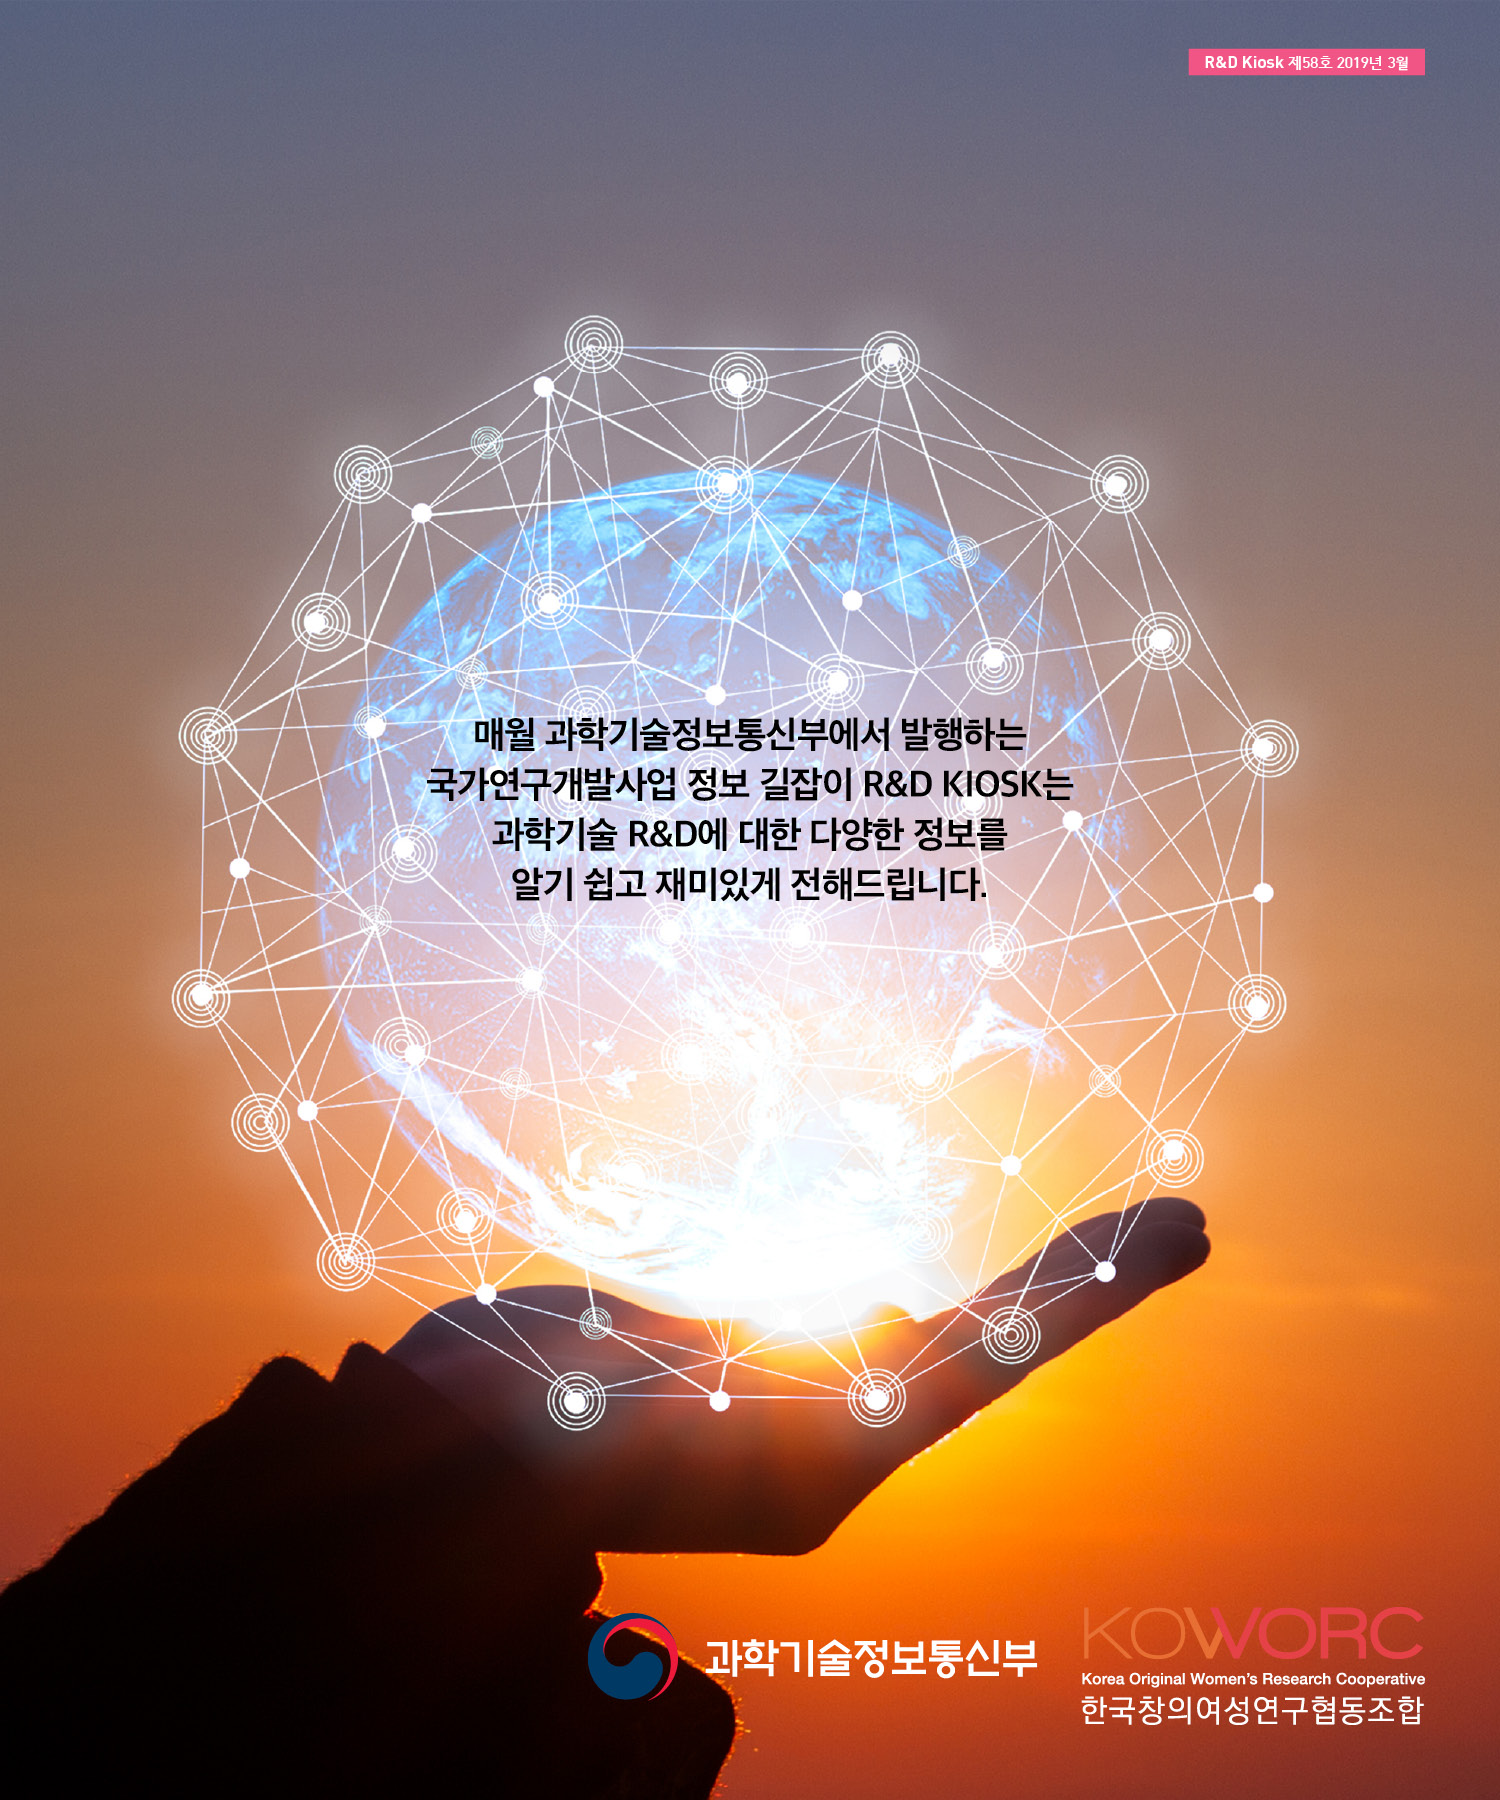 R&D Kiosk 제58호 2019년 3월
매월 과학기술정보통신부에서 발행하는
국가연구개발사업 정보 길잡이 R&D KIOSK는
과학기술 R&D에 대한 다양한 정보를
알기 쉽고 재미있게 전해드립니다.
과학기술정보통신부
KOWORC
Korea Original Women's Research Cooperative
한국창의여성연구협동조합